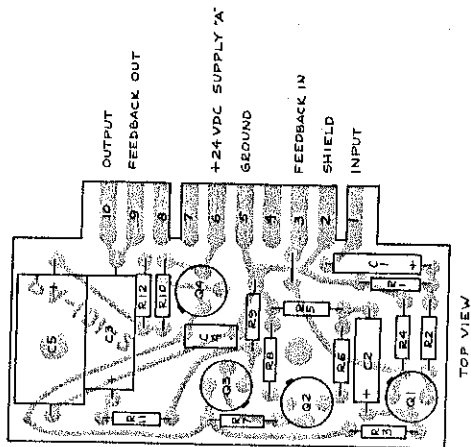 10 OUTPUT
9 FEEDBACK OUT
8
7
6 +24 VDC SUPPLY "A"
5 GROUND
4
3 FEEDBACK IN
2 SHIELD
1 INPUT
C5
C3
R12
R10
Q4
R11
Q3
R9
R7
R8
R5
Q2
R6
C2
C1
R1
R4
R2
Q1
R3
TOP VIEW